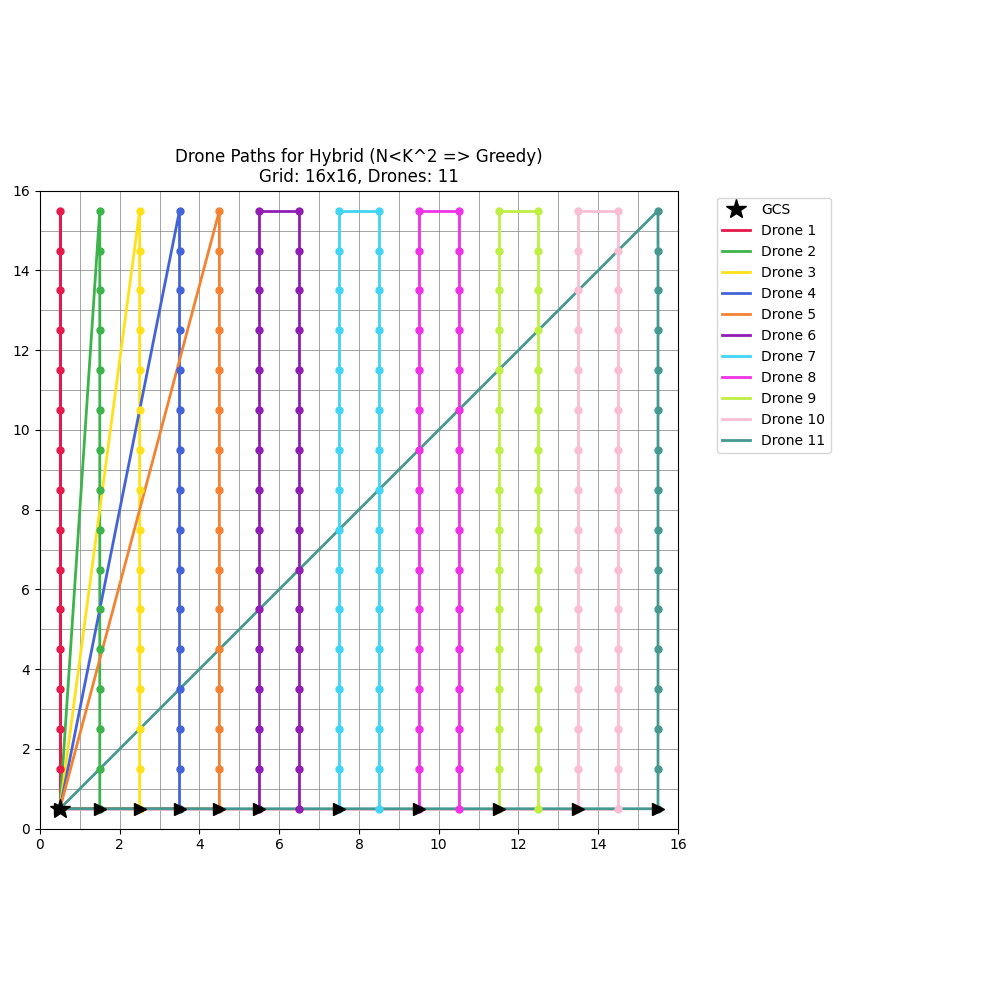 Drone Paths for Hybrid (N<K^2 => Greedy)
Grid: 16x16, Drones: 11
16
14
12
10
8
6
4
2
0
0 2 4 6 8 10 12 14 16
GCS
Drone 1
Drone 2
Drone 3
Drone 4
Drone 5
Drone 6
Drone 7
Drone 8
Drone 9
Drone 10
Drone 11